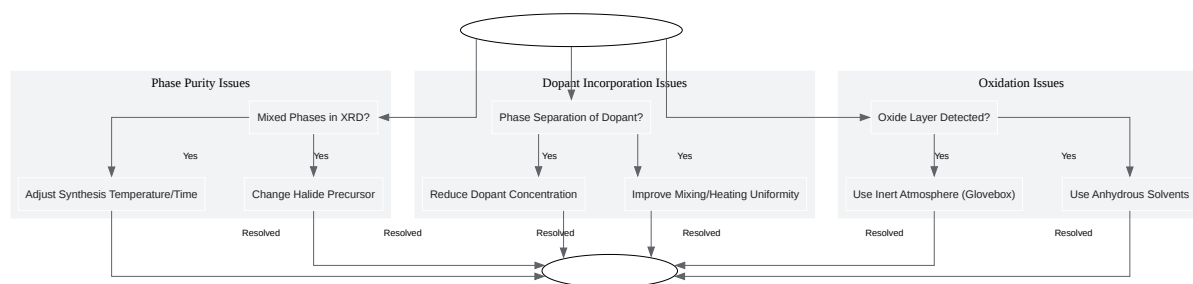 Phase Purity Issues
Dopant Incorporation Issues
Oxidation Issues
Mixed Phases in XRD?
Phase Separation of Dopant?
Oxide Layer Detected?
Yes
Yes
Yes
Yes
Yes
Yes
Adjust Synthesis Temperature/Time
Change Halide Precursor
Reduce Dopant Concentration
Improve Mixing/Heating Uniformity
Use Inert Atmosphere (Glovebox)
Use Anhydrous Solvents
Resolved
Resolved
Resolved
Resolved
Resolved
Resolved